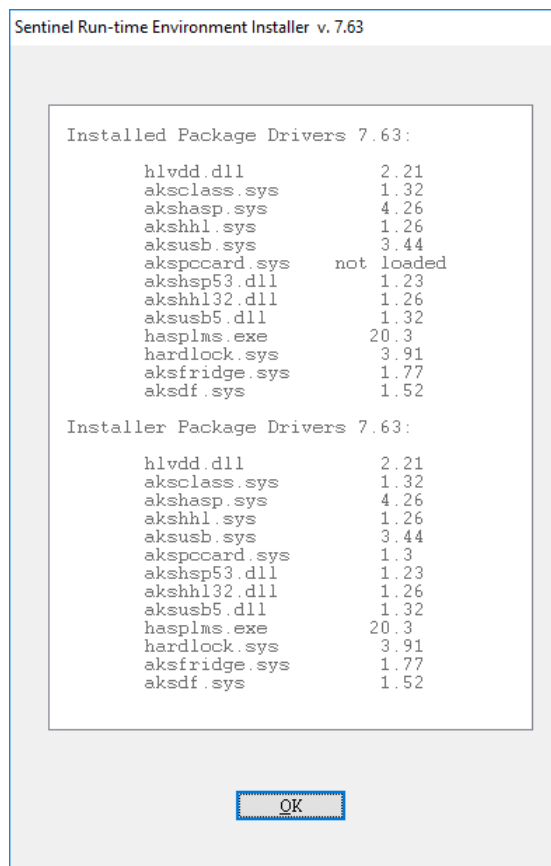 Sentinel Run-time Environment Installer v. 7.63
Installed Package Drivers 7.63:
hlvdd.dll 2.21
aksclass.sys 1.32
akshasp.sys 4.26
akshhl.sys 1.26
aksusb.sys 3.44
akspccard.sys not loaded
akshsp53.dll 1.23
akshhl32.dll 1.26
aksusb5.dll 1.32
hasplms.exe 20.3
hardlock.sys 3.91
aksfridge.sys 1.77
aksdf.sys 1.52
Installer Package Drivers 7.63:
hlvdd.dll 2.21
aksclass.sys 1.32
akshasp.sys 4.26
akshhl.sys 1.26
aksusb.sys 3.44
akspccard.sys 1.3
akshsp53.dll 1.23
akshhl32.dll 1.26
aksusb5.dll 1.32
hasplms.exe 20.3
hardlock.sys 3.91
aksfridge.sys 1.77
aksdf.sys 1.52
OK